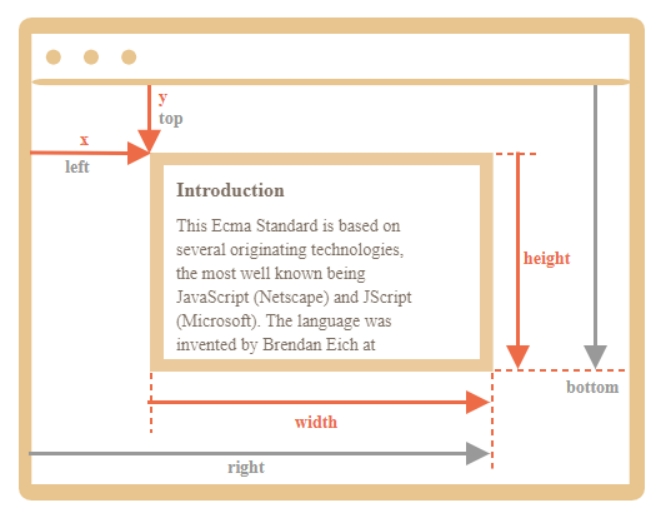 y
top
x
left
Introduction
This Ecma Standard is based on
several originating technologies,
the most well known being
JavaScript (Netscape) and JScript
(Microsoft). The language was
invented by Brendan Eich at
height
bottom
width
right